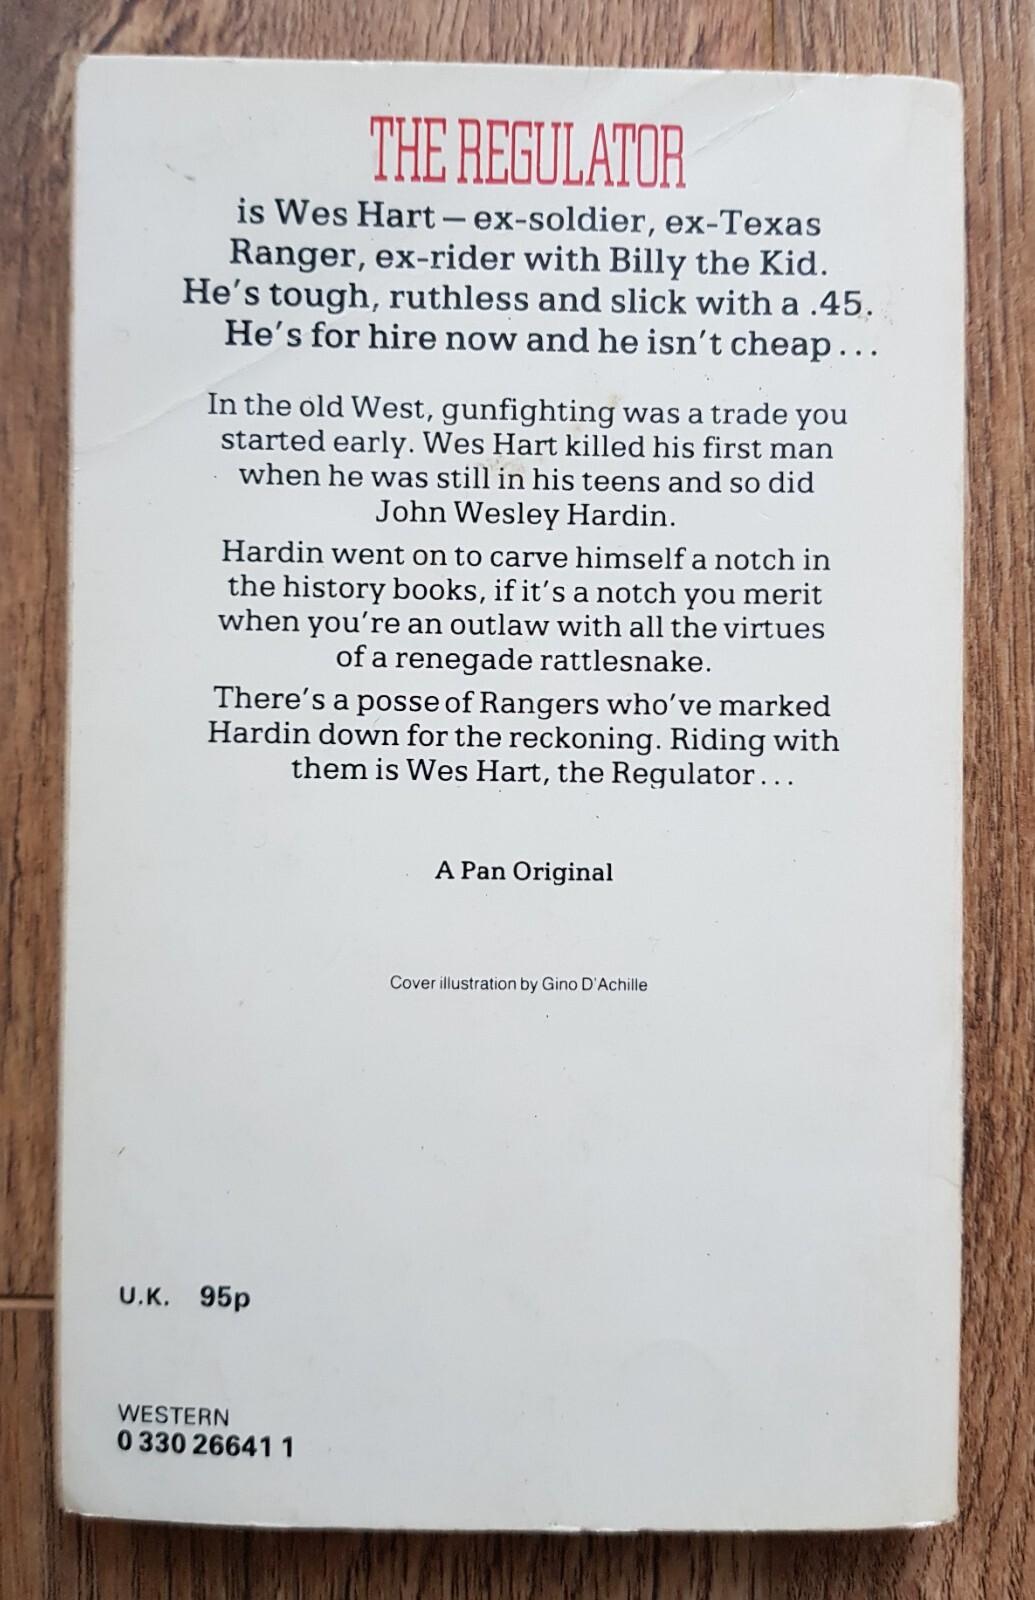 THE REGULATOR
is Wes Hart – ex-soldier, ex-Texas
Ranger, ex-rider with Billy the Kid.
He's tough, ruthless and slick with a .45.
He's for hire now and he isn't cheap...
In the old West, gunfighting was a trade you
started early. Wes Hart killed his first man
when he was still in his teens and so did
John Wesley Hardin.
Hardin went on to carve himself a notch in
the history books, if it's a notch you merit
when you're an outlaw with all the virtues
of a renegade rattlesnake.
There's a posse of Rangers who've marked
Hardin down for the reckoning. Riding with
them is Wes Hart, the Regulator...
A Pan Original
Cover illustration by Gino D'Achille
U.K. 95p
WESTERN
0 330 26641 1